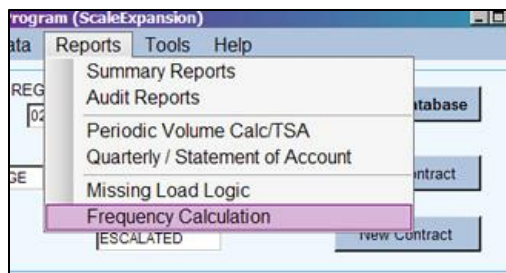 rogram (ScaleExpansion)
ata Reports Tools Help
Summary Reports
REG
Audit Reports
02
atabase
Periodic Volume Calc/TSA
Quarterly / Statement of Account
GE
ntract
Missing Load Logic
Frequency Calculation
ESCALATED
New Contract